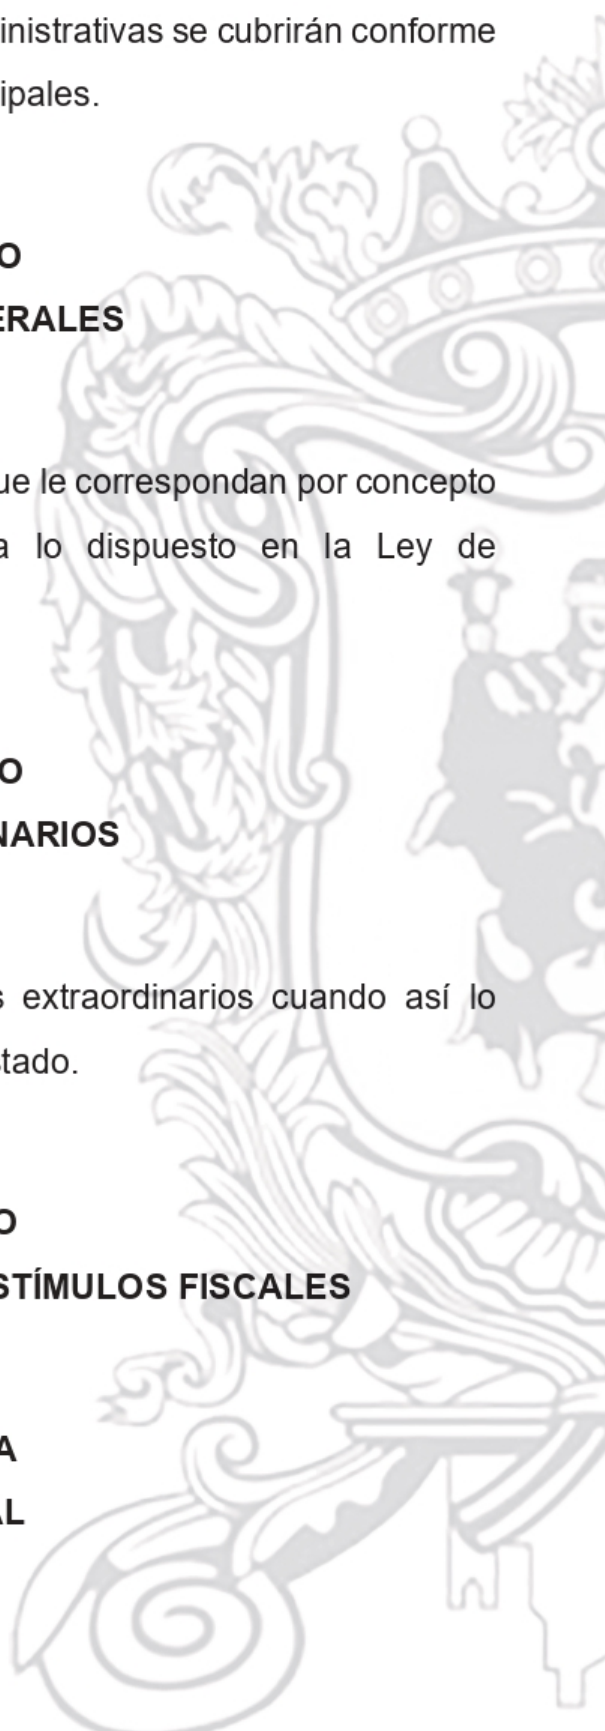 inistrativas se cubrirán conforme
ipales.
O
ERALES
ue le correspondan por concepto
a lo dispuesto en la Ley de
O
NARIOS
s extraordinarios cuando así lo
stado.
O
STÍMULOS FISCALES
A
AL